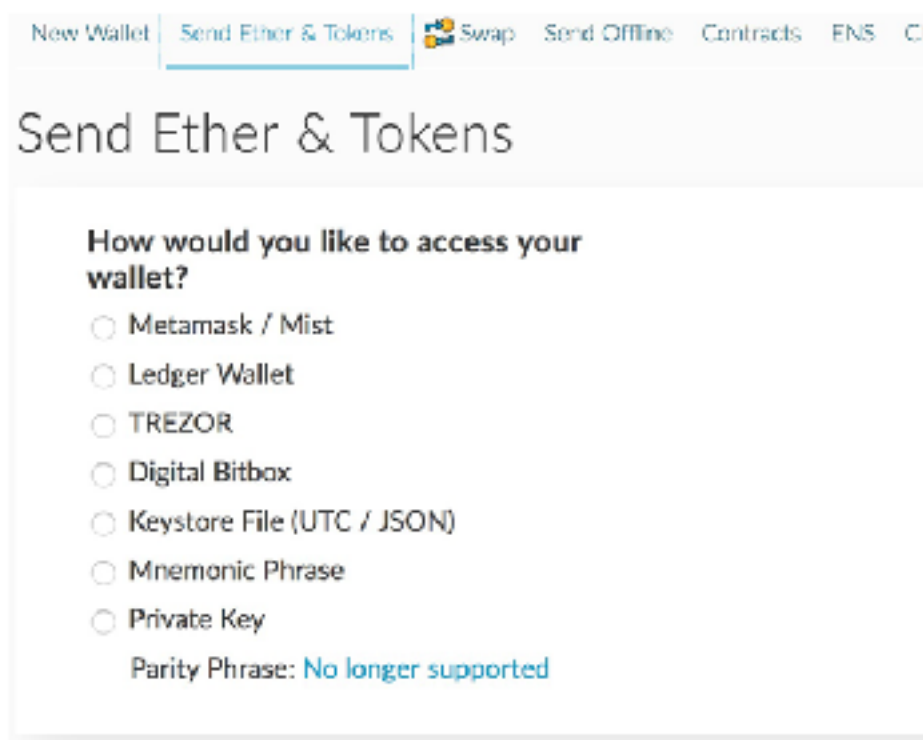 New Wallet Send Ether & Tokens Swap Send Offline Contracts ENS
Send Ether & Tokens
How would you like to access your
wallet?
Metamask / Mist
Ledger Wallet
TREZOR
Digital Bitbox
Keystore File (UTC / JSON)
Mnemonic Phrase
Private Key
Parity Phrase: No longer supported